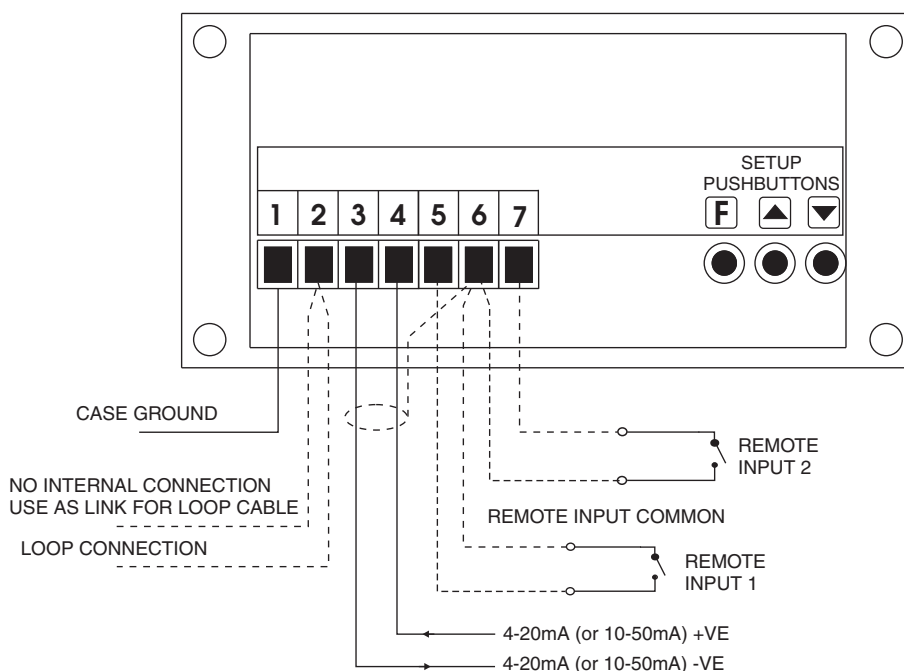 SETUP
PUSHBUTTONS
1 2 3 4 5 6 7 F
CASE GROUND
REMOTE
INPUT 2
NO INTERNAL CONNECTION
USE AS LINK FOR LOOP CABLE
REMOTE INPUT COMMON
LOOP CONNECTION
REMOTE
INPUT 1
4-20mA (or 10-50mA) +VE
4-20mA (or 10-50mA) -VE